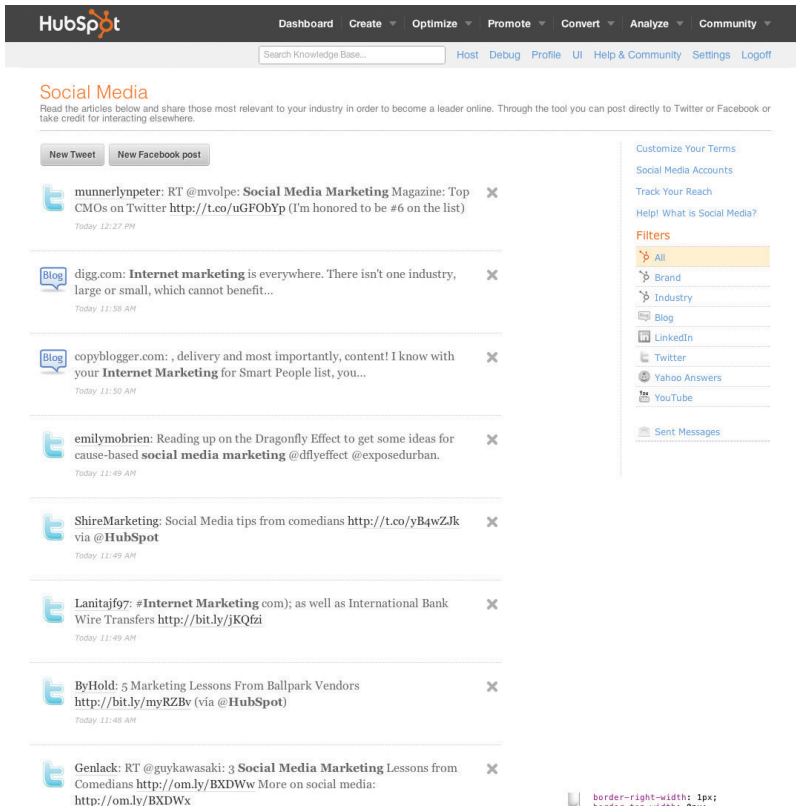 HubSpot
Dashboard Create Optimize Promote Convert Analyze Community
Search Knowledge Base... Host Debug Profile UI Help & Community Settings Logoff
Social Media
Read the articles below and share those most relevant to your industry in order to become a leader online. Through the tool you can post directly to Twitter or Facebook or
take credit for interacting elsewhere.
New Tweet New Facebook post
munnerlynpeter: RT @mvolpe: Social Media Marketing Magazine: Top
CMOs on Twitter http://t.co/uGFObYp (I'm honored to be #6 on the list)
Today 12:27 PM
Blog
digg.com: Internet marketing is everywhere. There isn't one industry,
large or small, which cannot benefit...
Today 11:58 AM
Blog
copyblogger.com: , delivery and most importantly, content! I know with
your Internet Marketing for Smart People list, you...
Today 11:50 AM
emilymobrien: Reading up on the Dragonfly Effect to get some ideas for
cause-based social media marketing @dflyeffect @exposedurban.
Today 11:49 AM
ShireMarketing: Social Media tips from comedians http://t.co/yB4wZJk
via @HubSpot
Today 11:49 AM
Lanitajf97: #Internet Marketing com); as well as International Bank
Wire Transfers http://bit.ly/jKQfzi
Today 11:49 AM
ByHold: 5 Marketing Lessons From Ballpark Vendors
http://bit.ly/myRZBv (via @HubSpot)
Today 11:48 AM
Genlack: RT @guykawasaki: 3 Social Media Marketing Lessons from
Comedians http://om.ly/BXDWw More on social media:
http://om.ly/BXDWx
Customize Your Terms
Social Media Accounts
Track Your Reach
Help! What is Social Media?
Filters
All
Brand
Industry
Blog
LinkedIn
Twitter
Yahoo Answers
YouTube
Sent Messages
border-right-width: 1px;